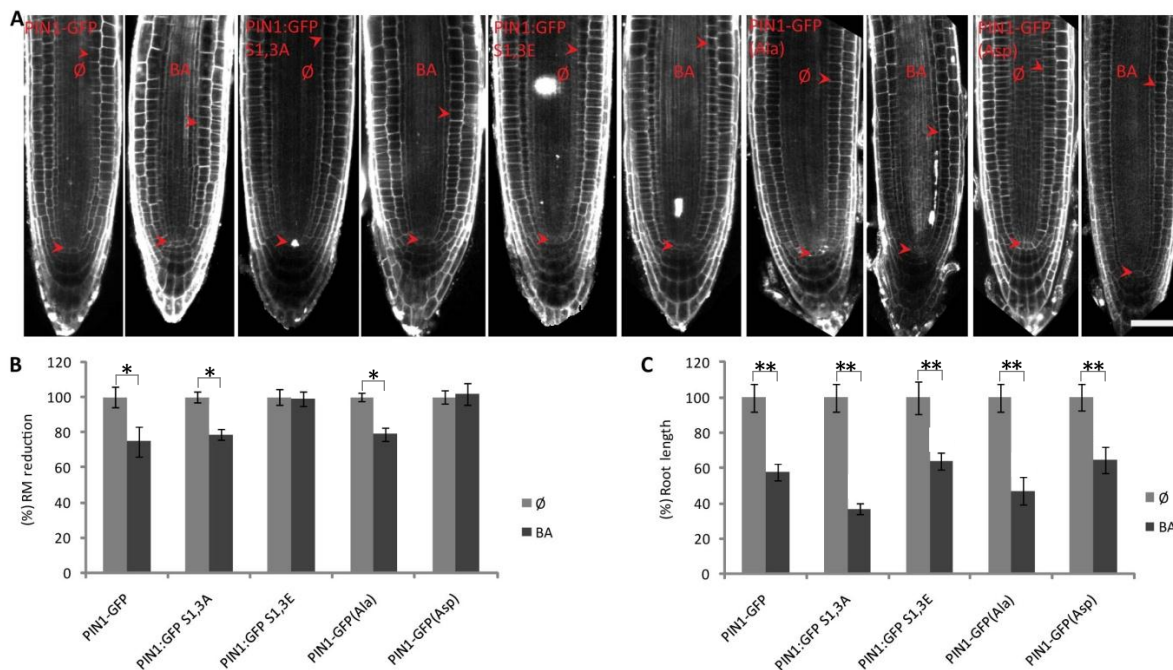 A
PIN1-GFP
Ø
BA
PIN1:GFP
S1,3A
Ø
BA
PIN1:GFP
S1,3E
Ø
BA
PIN1-GFP
(Ala)
Ø
BA
PIN1-GFP
(Asp)
Ø
BA
B
(%) RM reduction
120
100
80
60
40
20
0
*
*
*
PIN1-GFP
PIN1:GFP S1,3A
PIN1:GFP S1,3E
PIN1-GFP(Ala)
PIN1-GFP(Asp)
Ø
BA
C
(%) Root length
120
100
80
60
40
20
0
**
**
**
**
**
PIN1-GFP
PIN1:GFP S1,3A
PIN1:GFP S1,3E
PIN1-GFP(Ala)
PIN1-GFP(Asp)
Ø
BA